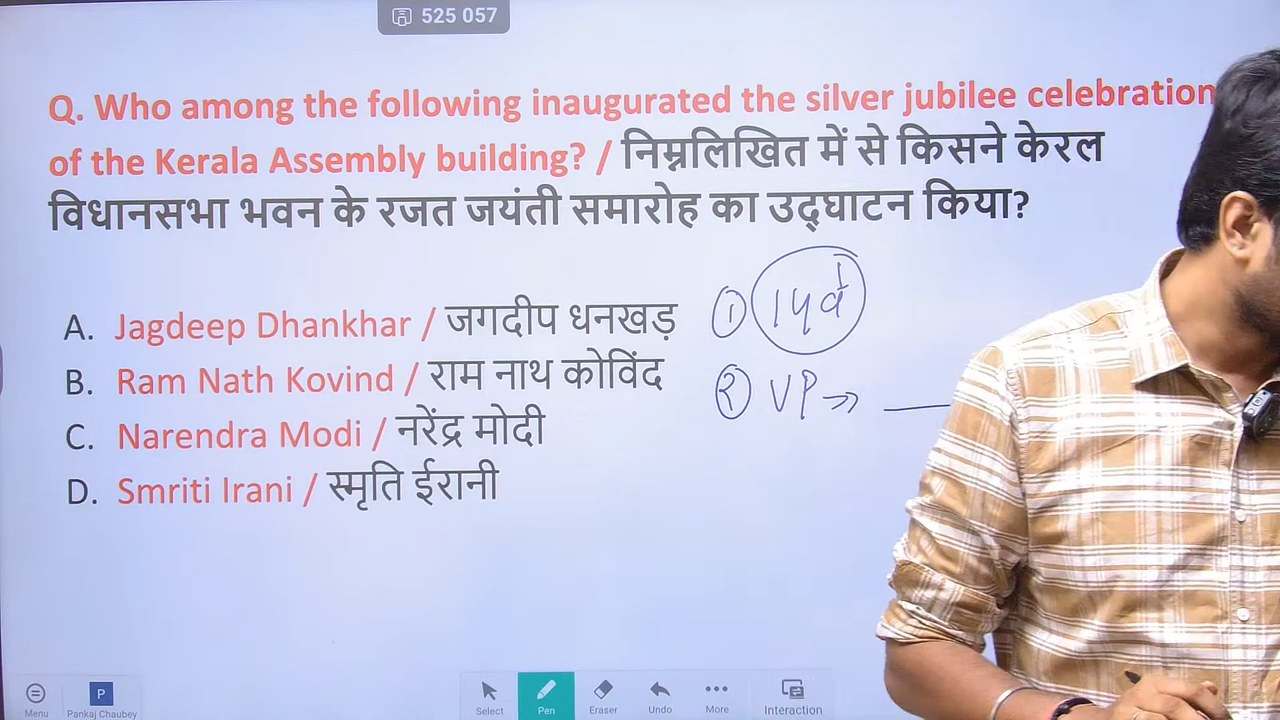 525 057
Q. Who among the following inaugurated the silver jubilee celebration
of the Kerala Assembly building? / निम्नलिखित में से किसने केरल
विधानसभा भवन के रजत जयंती समारोह का उद्घाटन किया?
A. Jagdeep Dhankhar / जगदीप धनखड़
B. Ram Nath Kovind / राम नाथ कोविंद
C. Narendra Modi / नरेंद्र मोदी
D. Smriti Irani / स्मृति ईरानी
① 14वें
② VP
Menu
P
Pankaj Chaubey
Select
Pen
Eraser
Undo
More
Interaction